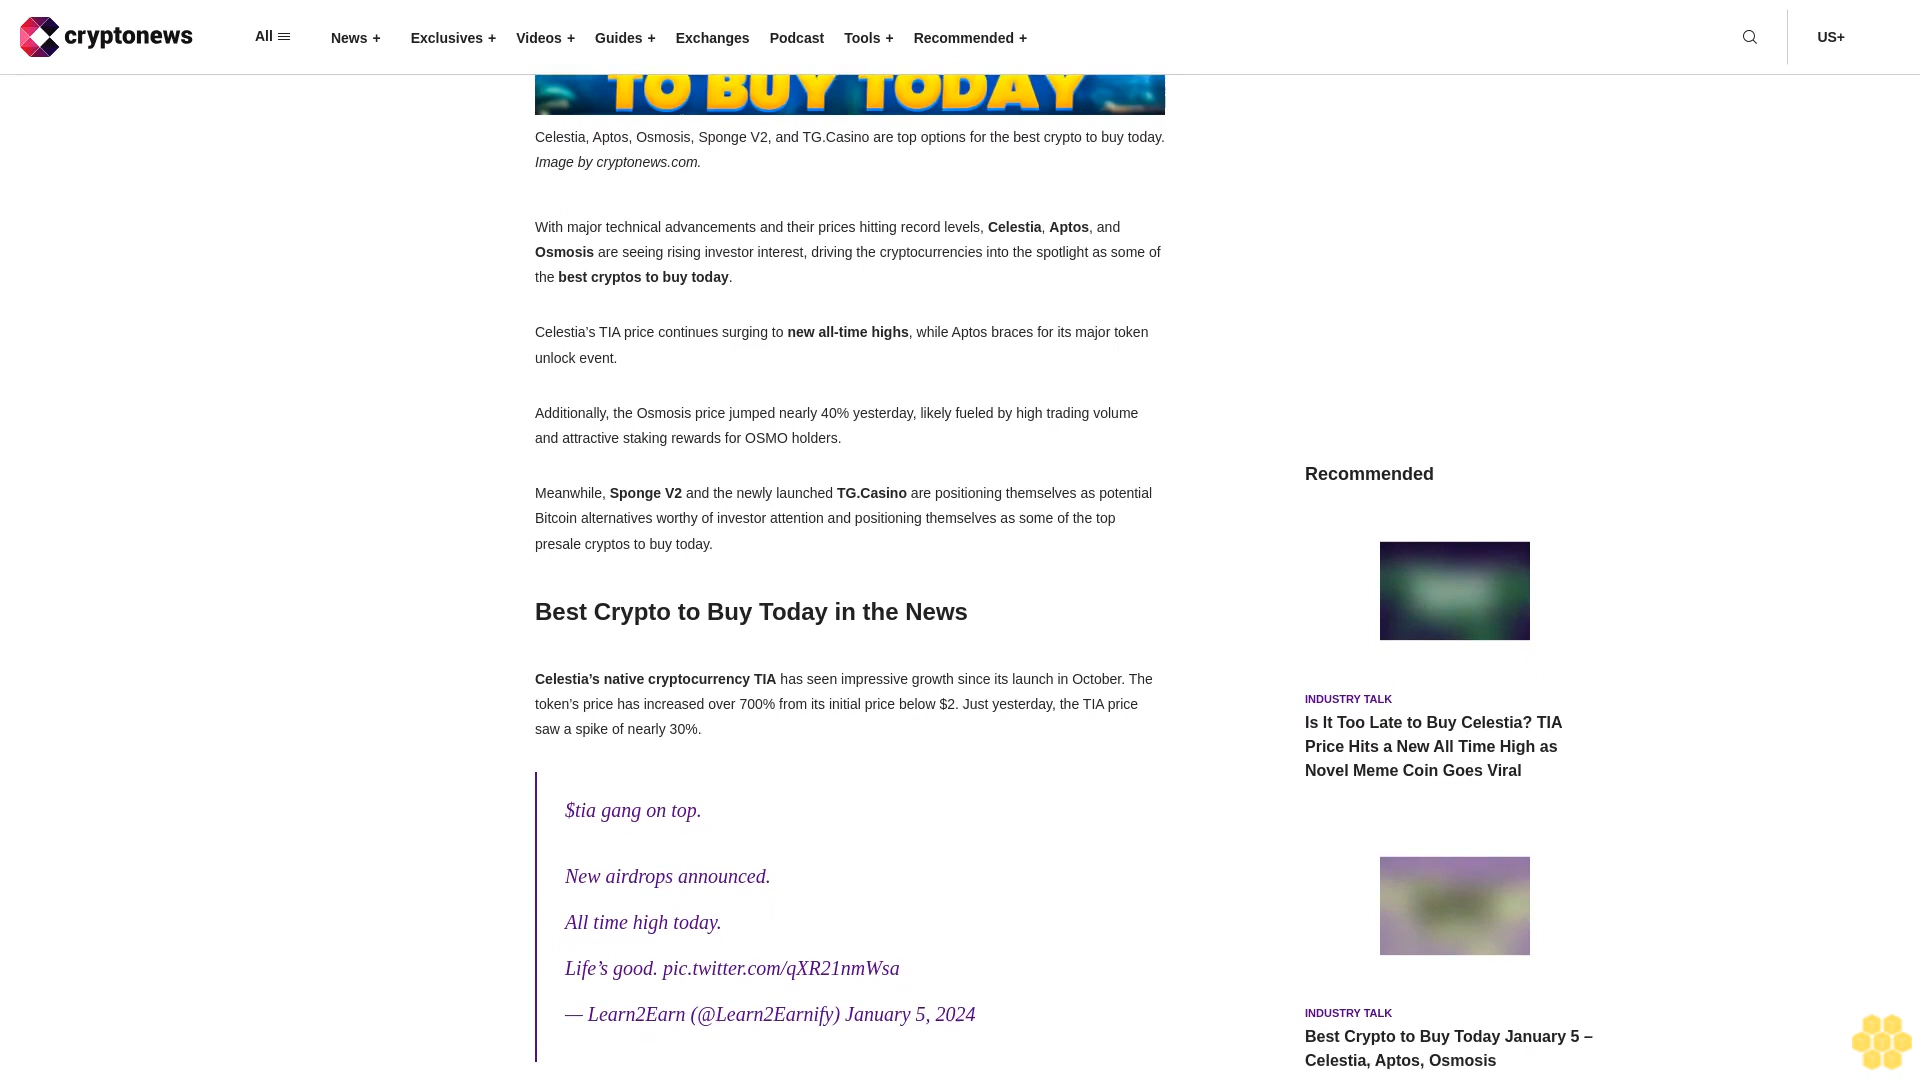 cryptonews
All
News +
Exclusives +
Videos +
Guides +
Exchanges
Podcast
Tools +
Recommended +
US+
TO BUY TODAY
Celestia, Aptos, Osmosis, Sponge V2, and TG.Casino are top options for the best crypto to buy today.
Image by cryptonews.com.
With major technical advancements and their prices hitting record levels, Celestia, Aptos, and
Osmosis are seeing rising investor interest, driving the cryptocurrencies into the spotlight as some of
the best cryptos to buy today.
Celestia’s TIA price continues surging to new all-time highs, while Aptos braces for its major token
unlock event.
Additionally, the Osmosis price jumped nearly 40% yesterday, likely fueled by high trading volume
and attractive staking rewards for OSMO holders.
Meanwhile, Sponge V2 and the newly launched TG.Casino are positioning themselves as potential
Bitcoin alternatives worthy of investor attention and positioning themselves as some of the top
presale cryptos to buy today.
Best Crypto to Buy Today in the News
Celestia’s native cryptocurrency TIA has seen impressive growth since its launch in October. The
token’s price has increased over 700% from its initial price below $2. Just yesterday, the TIA price
saw a spike of nearly 30%.
$tia gang on top.
New airdrops announced.
All time high today.
Life’s good. pic.twitter.com/qXR21nmWsa
— Learn2Earn (@Learn2Earnify) January 5, 2024
Recommended
INDUSTRY TALK
Is It Too Late to Buy Celestia? TIA
Price Hits a New All Time High as
Novel Meme Coin Goes Viral
INDUSTRY TALK
Best Crypto to Buy Today January 5 –
Celestia, Aptos, Osmosis